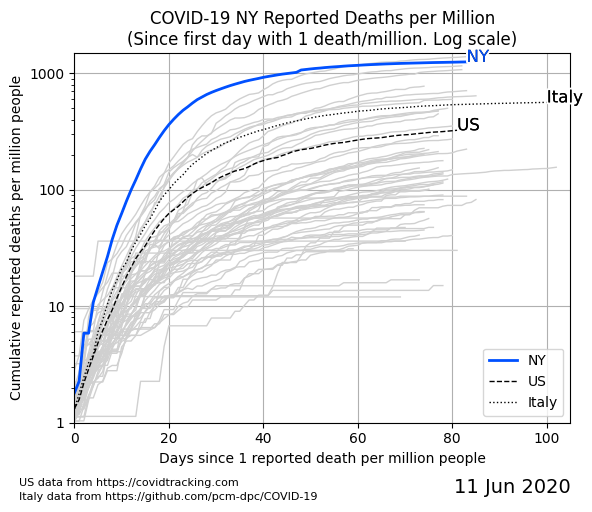 COVID-19 NY Reported Deaths per Million
(Since first day with 1 death/million. Log scale)
Cumulative reported deaths per million people
1000
100
10
1
NY
Italy
US
NY
US
Italy
0 20 40 60 80 100
Days since 1 reported death per million people
US data from https://covidtracking.com
Italy data from https://github.com/pcm-dpc/COVID-19
11 Jun 2020